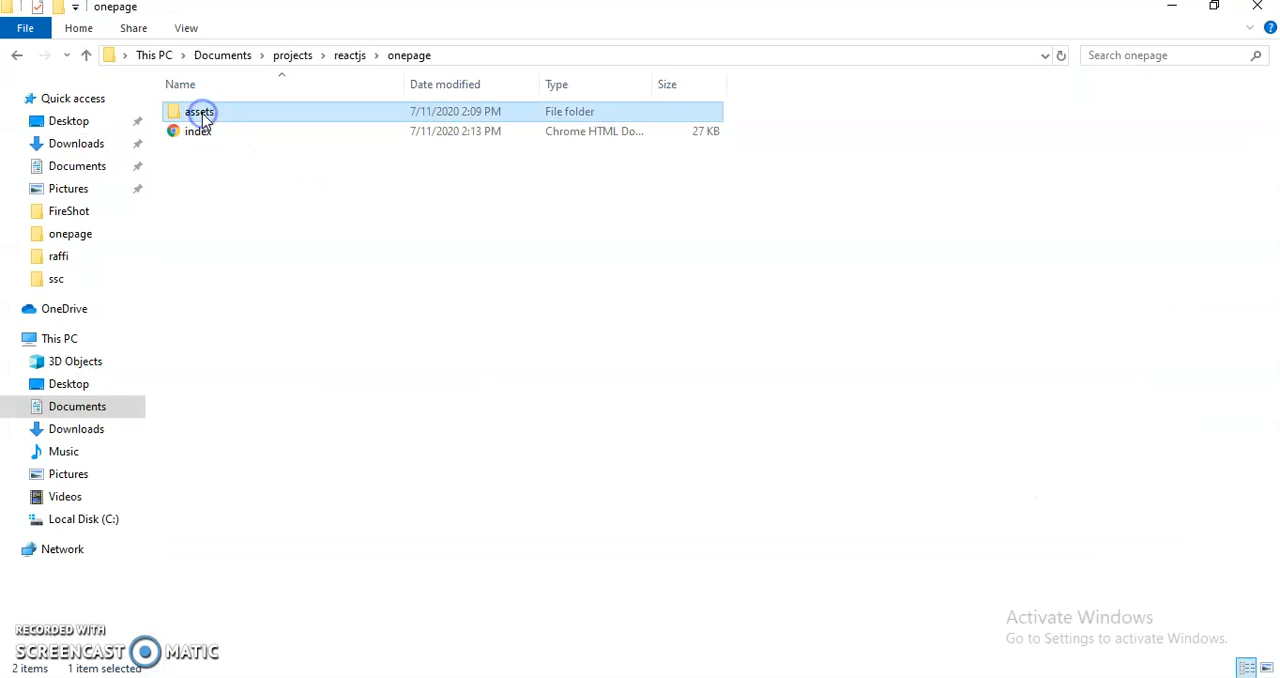 onepage
File Home Share View
This PC > Documents > projects > reactjs > onepage
Search onepage
Name Date modified Type Size
assets 7/11/2020 2:09 PM File folder
index 7/11/2020 2:13 PM Chrome HTML Do... 27 KB
Quick access
Desktop
Downloads
Documents
Pictures
FireShot
onepage
raffi
ssc
OneDrive
This PC
3D Objects
Desktop
Documents
Downloads
Music
Pictures
Videos
Local Disk (C:)
Network
Activate Windows
Go to Settings to activate Windows.
RECORDED WITH
SCREENCAST MATIC
2 items 1 item selected